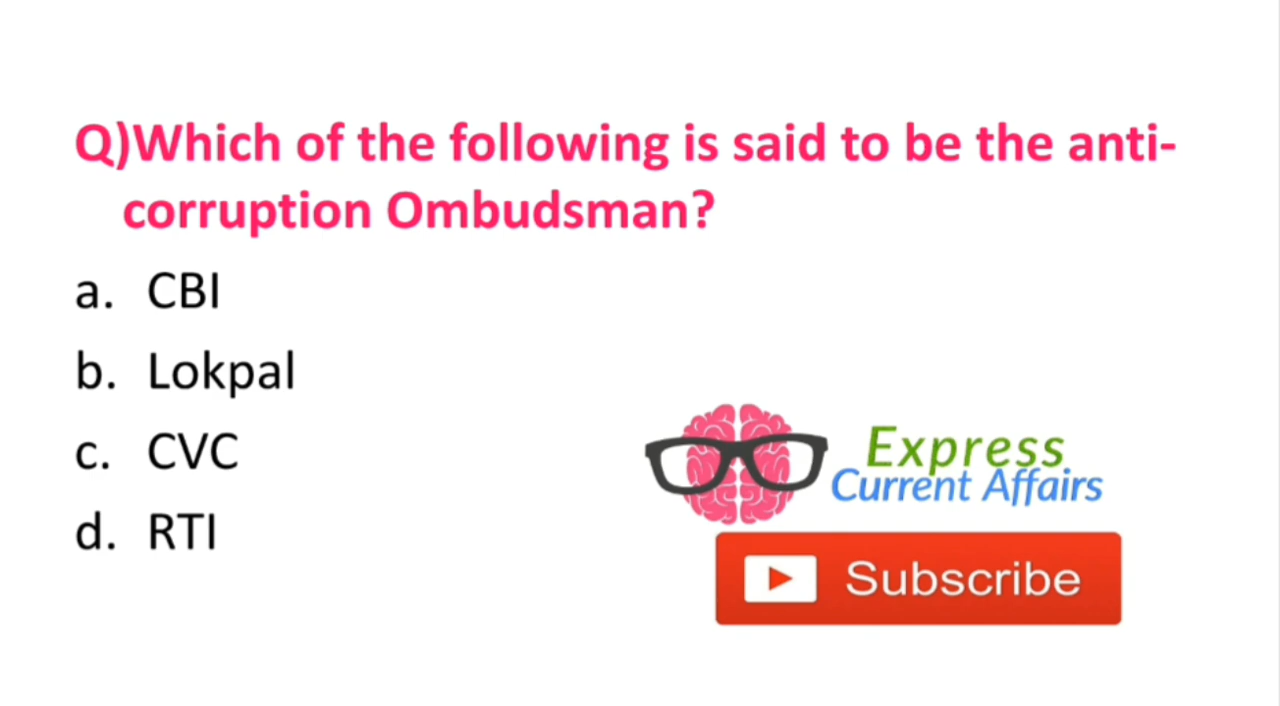 Q)Which of the following is said to be the anti-
corruption Ombudsman?
a. CBI
b. Lokpal
c. CVC
d. RTI
Express
Current Affairs
Subscribe